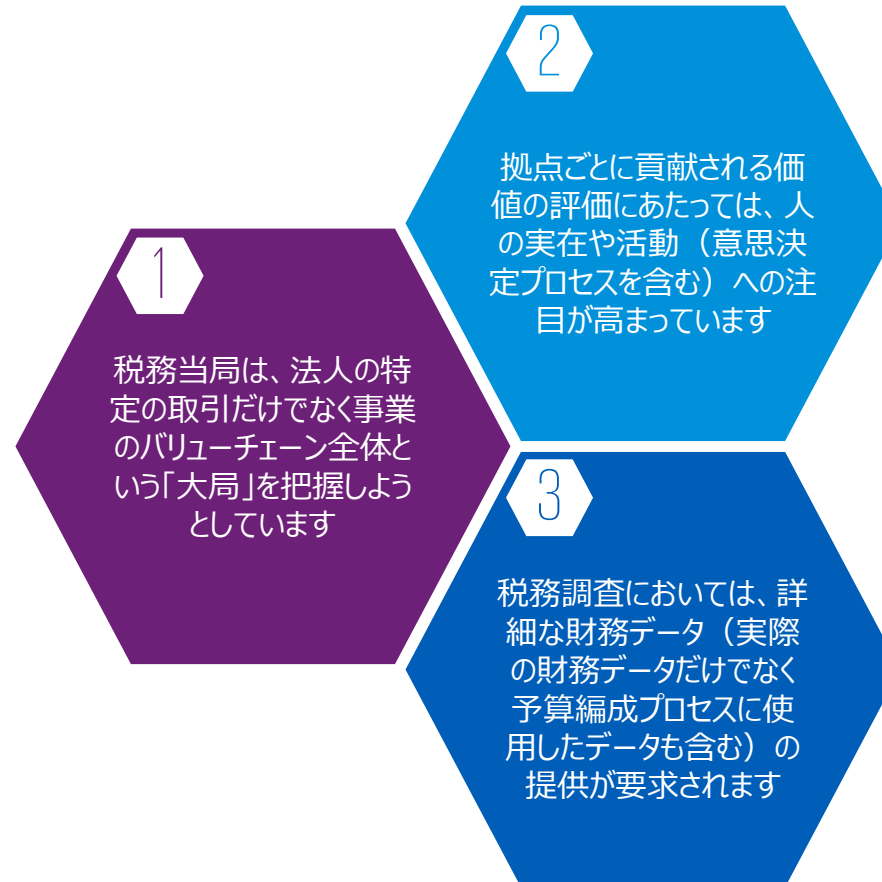 1
税務当局は、法人の特
定の取引だけでなく事業
のバリューチェーン全体と
いう「大局」を把握しよう
としています
2
拠点ごとに貢献される価
値の評価にあたっては、人
の実在や活動（意思決
定プロセスを含む）への注
目が高まっています
3
税務調査においては、詳
細な財務データ（実際
の財務データだけでなく
予算編成プロセスに使
用したデータも含む）の
提供が要求されます